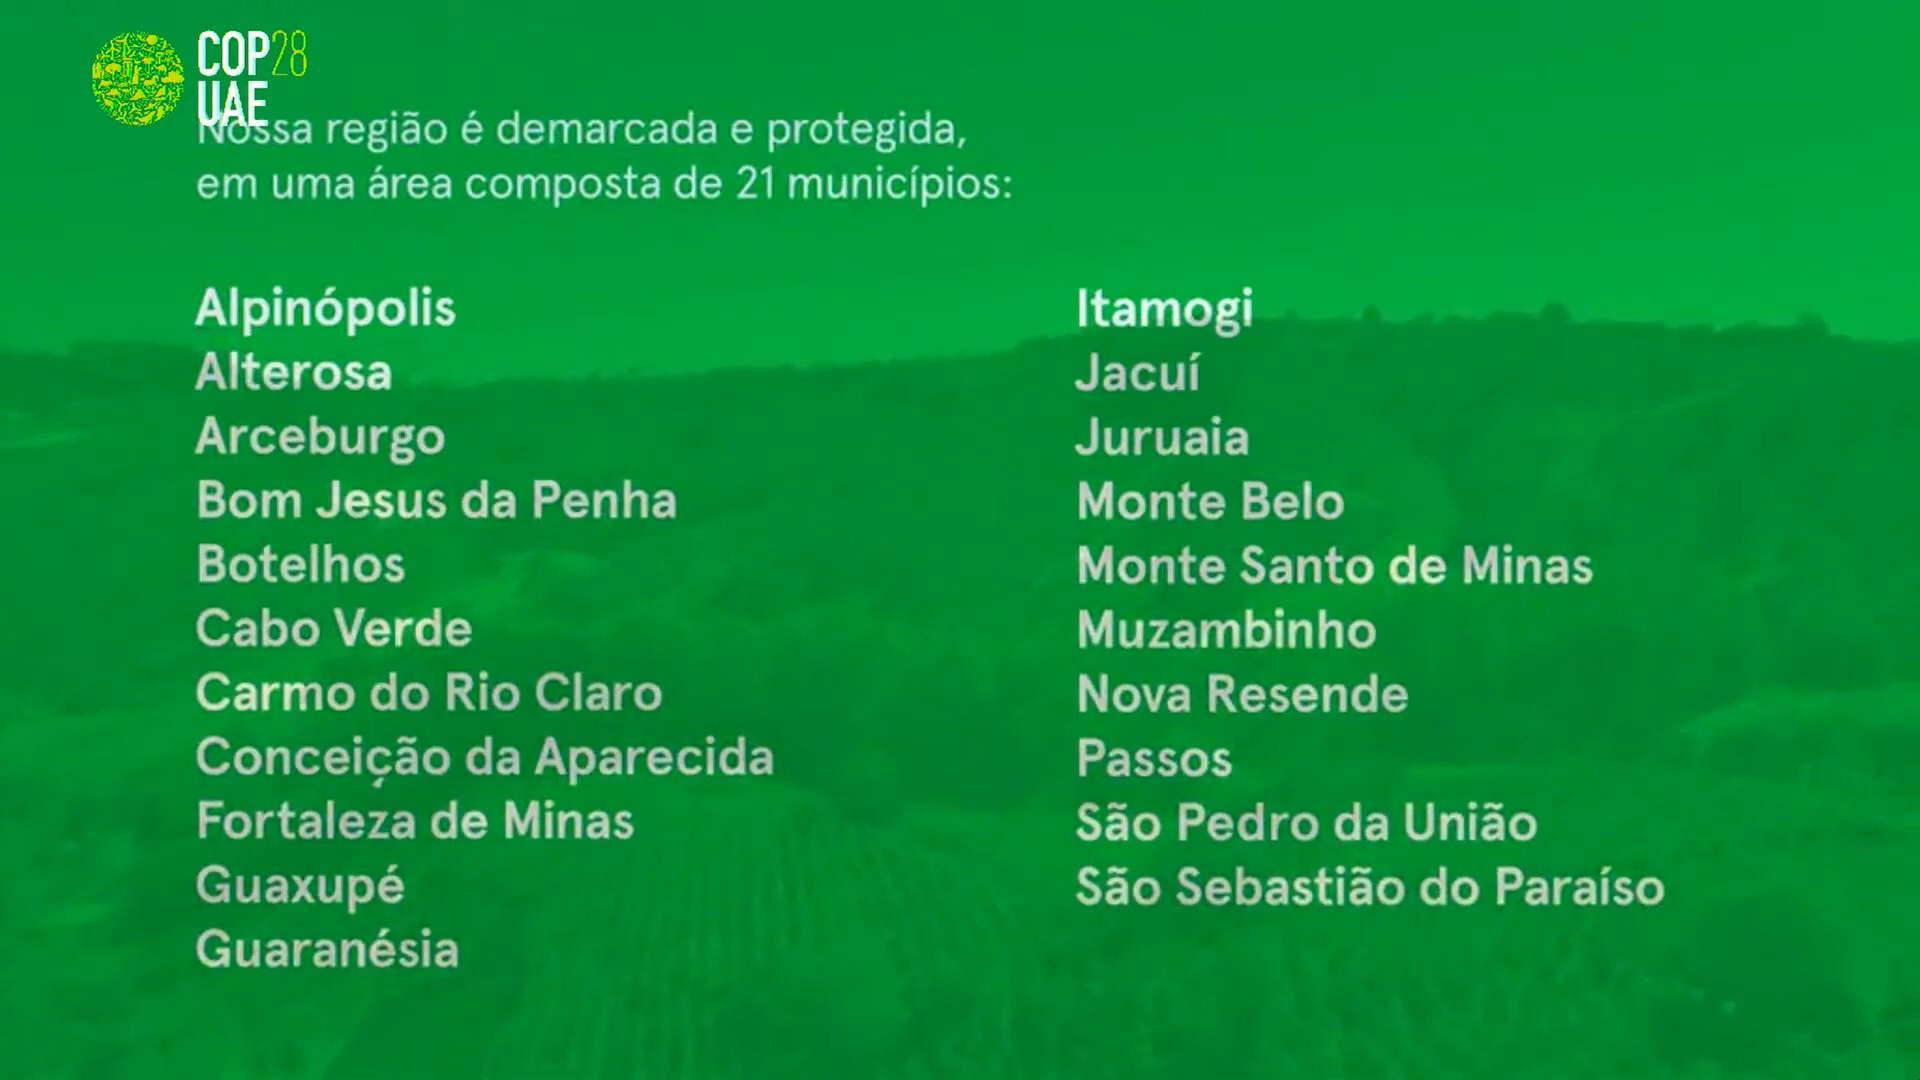 COP28
UAE
Nossa região é demarcada e protegida,
em uma área composta de 21 municípios:
Alpinópolis
Alterosa
Arceburgo
Bom Jesus da Penha
Botelhos
Cabo Verde
Carmo do Rio Claro
Conceição da Aparecida
Fortaleza de Minas
Guaxupé
Guaranésia
Itamogi
Jacuí
Juruaia
Monte Belo
Monte Santo de Minas
Muzambinho
Nova Resende
Passos
São Pedro da União
São Sebastião do Paraíso